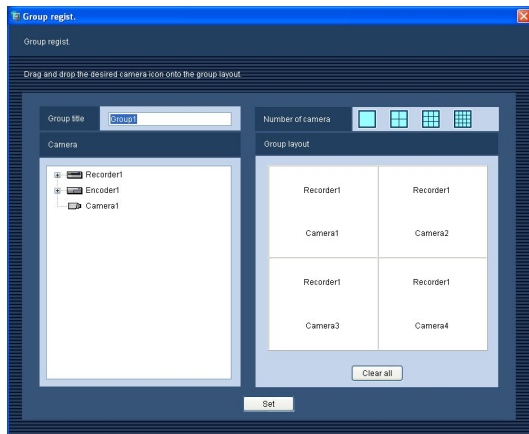 Group regist.
Group regist.
Drag and drop the desired camera icon onto the group layout.
Group title
Group1
Number of camera
Camera
Group layout
Recorder1
Encoder1
Camera1
Recorder1
Recorder1
Camera1
Camera2
Recorder1
Recorder1
Camera3
Camera4
Clear all
Set